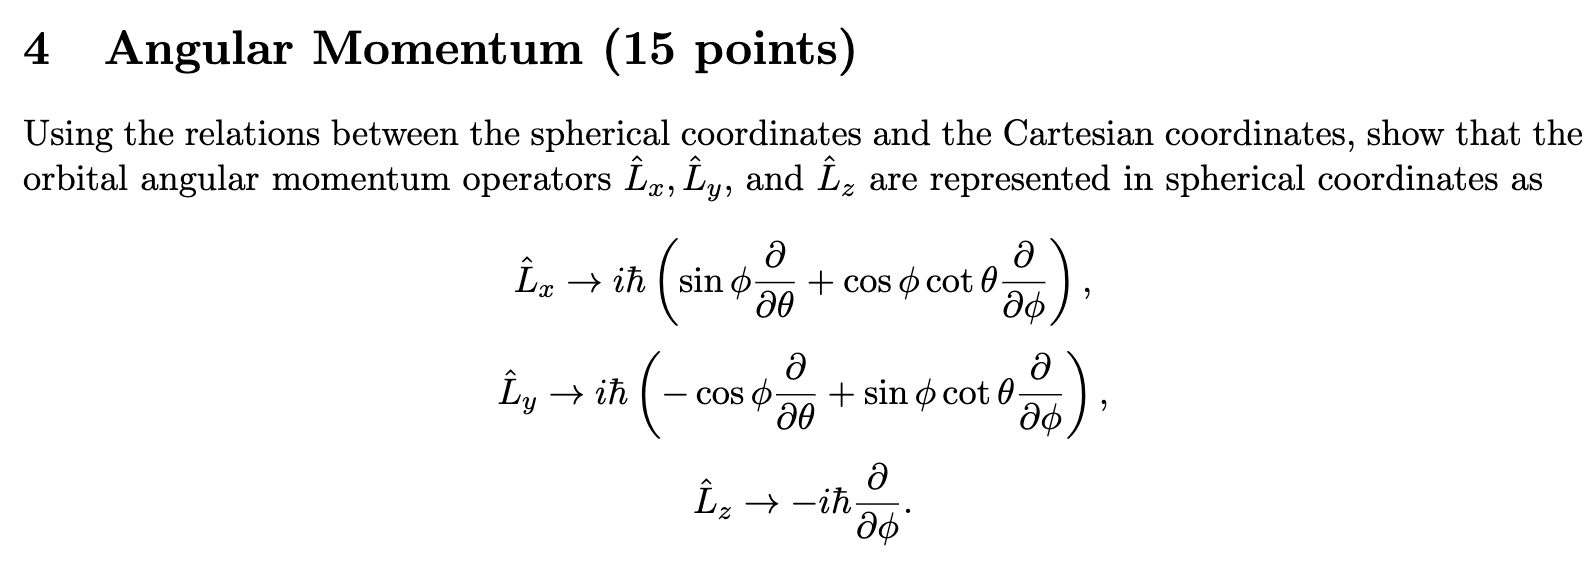 4 Angular Momentum (15 points)
Using the relations between the spherical coordinates and the Cartesian coordinates, show that the
orbital angular momentum operators $\hat{L}_x, \hat{L}_y$, and $\hat{L}_z$ are represented in spherical coordinates as
$\hat{L}_x \rightarrow i\hbar \left( \sin\phi \frac{\partial}{\partial\theta} + \cos\phi \cot\theta \frac{\partial}{\partial\phi} \right),$
$\hat{L}_y \rightarrow i\hbar \left( -\cos\phi \frac{\partial}{\partial\theta} + \sin\phi \cot\theta \frac{\partial}{\partial\phi} \right),$
$\hat{L}_z \rightarrow -i\hbar \frac{\partial}{\partial\phi}.$